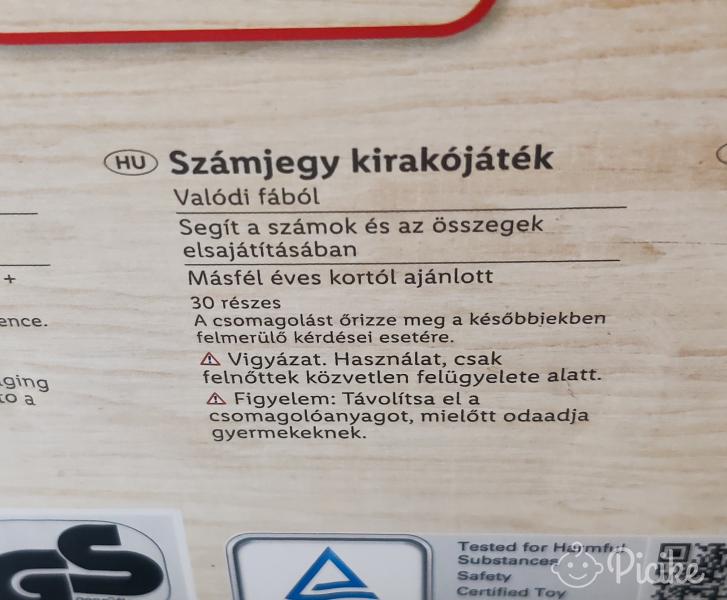 HU Számjegy kirakójáték
Valódi fából
Segít a számok és az összegek
elsajátításában
+
Másfél éves kortól ajánlott
30 részes
ence.
A csomagolást őrizze meg a későbbiekben
felmerülő kérdései esetére.
⚠ Vigyázat. Használat, csak
ging
felnőttek közvetlen felügyelete alatt.
to a
⚠ Figyelem: Távolítsa el a
csomagolóanyagot, mielőtt odaadja
gyermekeknek.
GS
Tested for Harmful
Substances
Safety
Certified Toy
Picike